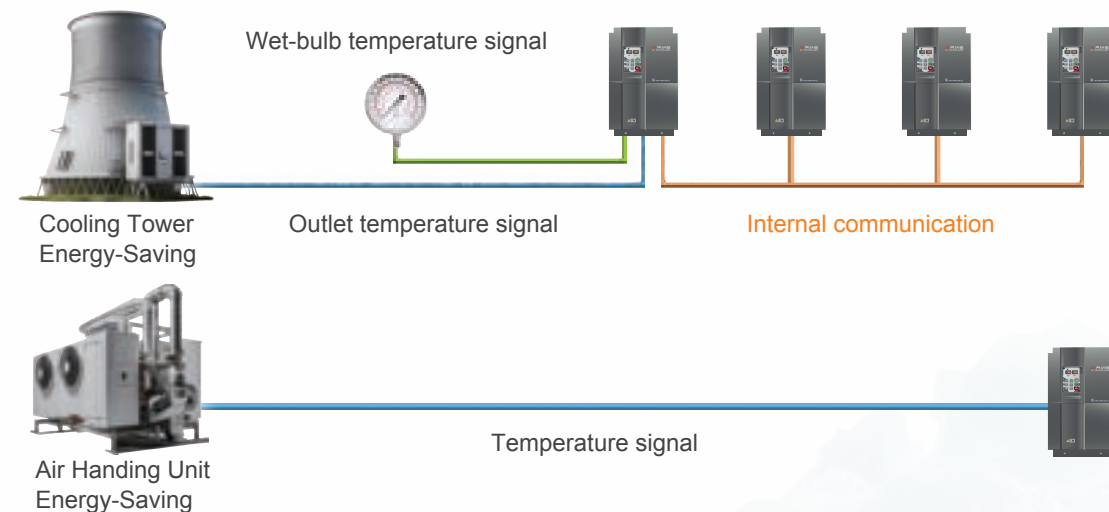 Wet-bulb temperature signal
Cooling Tower
Energy-Saving
Outlet temperature signal
Internal communication
Temperature signal
Air Handing Unit
Energy-Saving